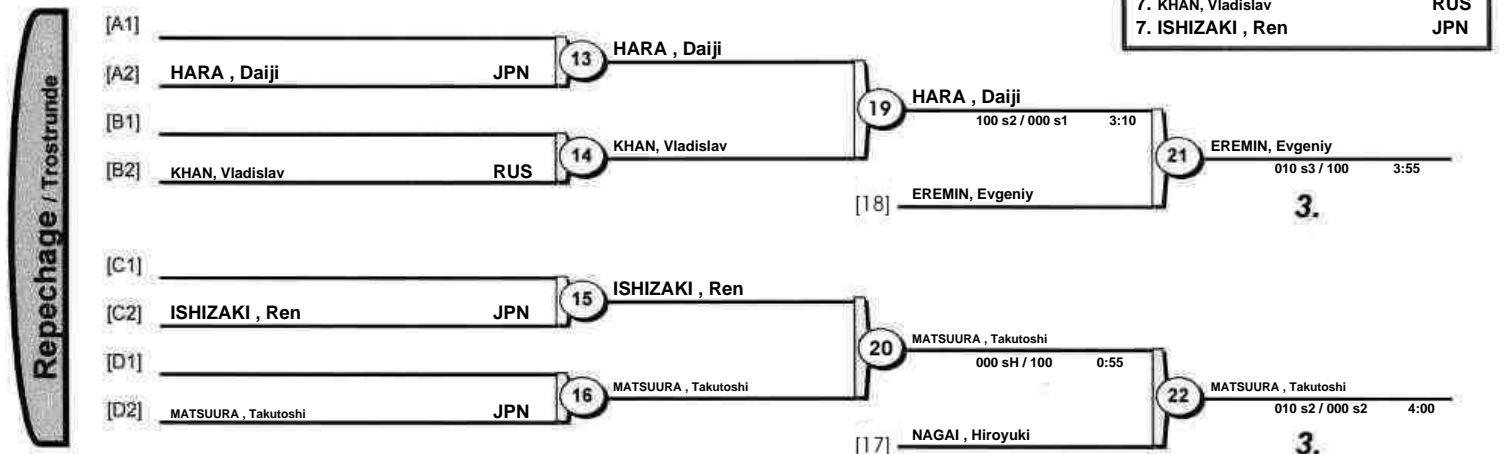 7. KHAN, Vladislav RUS
7. ISHIZAKI , Ren JPN
Repechage / Trostrunde
[A1]
[A2] HARA , Daiji JPN
13
HARA , Daiji
[B1]
[B2] KHAN, Vladislav RUS
14
KHAN, Vladislav
19
HARA , Daiji
100 s2 / 000 s1 3:10
[18] EREMIN, Evgeniy
21
EREMIN, Evgeniy
010 s3 / 100 3:55
3.
[C1]
[C2] ISHIZAKI , Ren JPN
15
ISHIZAKI , Ren
[D1]
[D2] MATSUURA , Takutoshi JPN
16
MATSUURA , Takutoshi
20
MATSUURA , Takutoshi
000 sH / 100 0:55
[17] NAGAI , Hiroyuki
22
MATSUURA , Takutoshi
010 s2 / 000 s2 4:00
3.